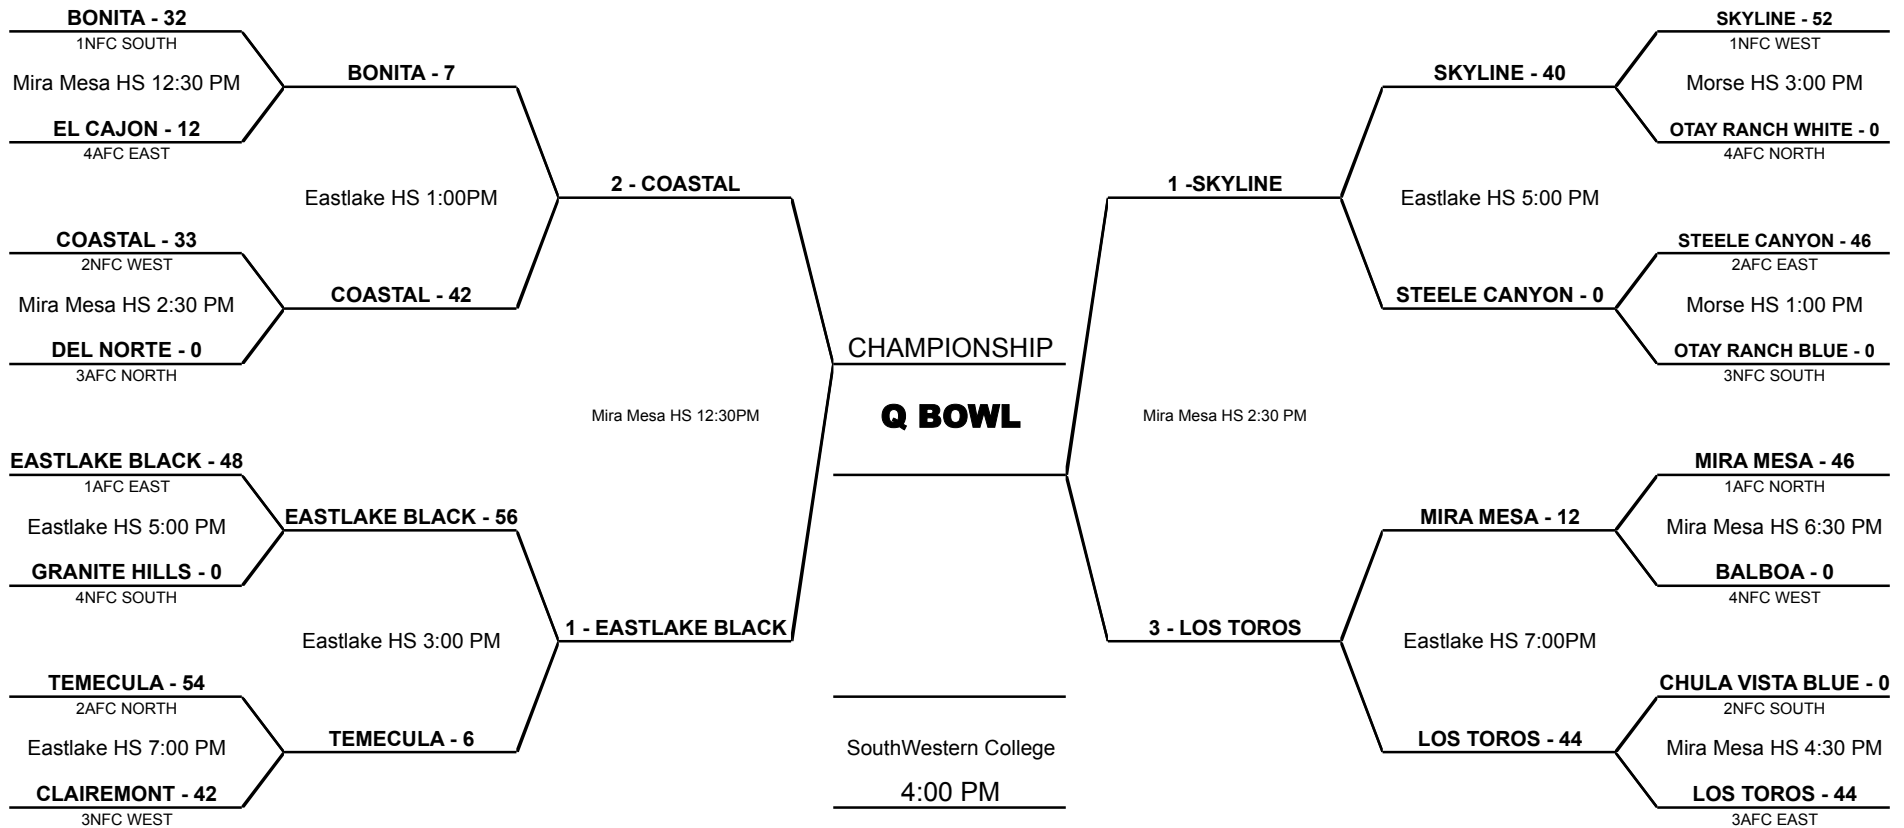 BONITA - 32
1NFC SOUTH
Mira Mesa HS 12:30 PM
EL CAJON - 12
4AFC EAST
COASTAL - 33
2NFC WEST
Mira Mesa HS 2:30 PM
DEL NORTE - 0
3AFC NORTH
EASTLAKE BLACK - 48
1AFC EAST
Eastlake HS 5:00 PM
GRANITE HILLS - 0
4NFC SOUTH
TEMECULA - 54
2AFC NORTH
Eastlake HS 7:00 PM
CLAIREMONT - 42
3NFC WEST
BONITA - 7
Eastlake HS 1:00PM
COASTAL - 42
EASTLAKE BLACK - 56
Eastlake HS 3:00 PM
TEMECULA - 6
2 - COASTAL
Mira Mesa HS 12:30PM
1 - EASTLAKE BLACK
CHAMPIONSHIP
Q BOWL
SouthWestern College
4:00 PM
1 -SKYLINE
Mira Mesa HS 2:30 PM
3 - LOS TOROS
SKYLINE - 40
Eastlake HS 5:00 PM
STEELE CANYON - 0
MIRA MESA - 12
Eastlake HS 7:00PM
LOS TOROS - 44
SKYLINE - 52
1NFC WEST
Morse HS 3:00 PM
OTAY RANCH WHITE - 0
4AFC NORTH
STEELE CANYON - 46
2AFC EAST
Morse HS 1:00 PM
OTAY RANCH BLUE - 0
3NFC SOUTH
MIRA MESA - 46
1AFC NORTH
Mira Mesa HS 6:30 PM
BALBOA - 0
4NFC WEST
CHULA VISTA BLUE - 0
2NFC SOUTH
Mira Mesa HS 4:30 PM
LOS TOROS - 44
3AFC EAST